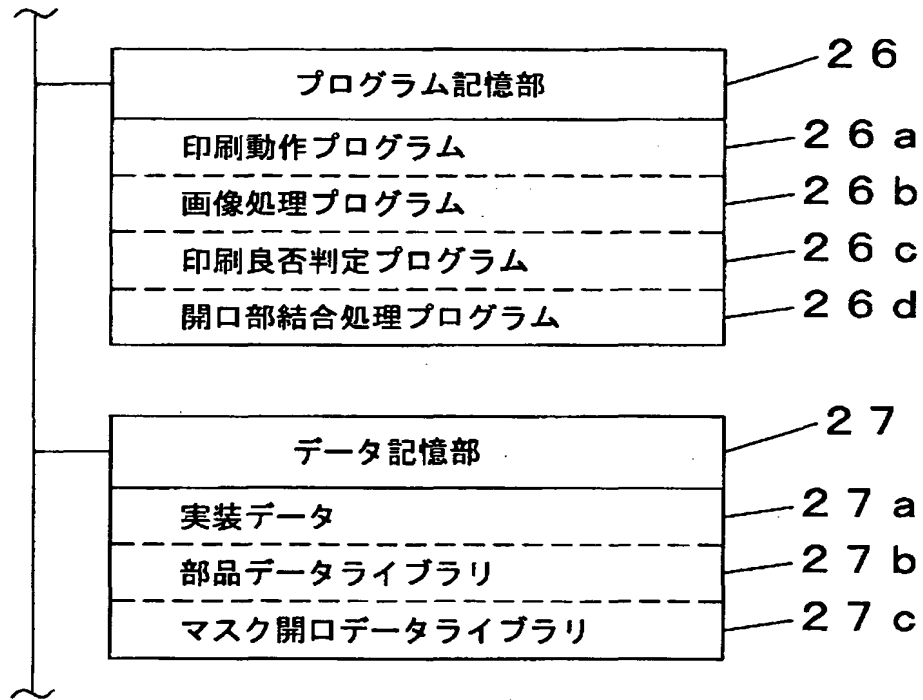 プログラム記憶部 26
印刷動作プログラム 26a
画像処理プログラム 26b
印刷良否判定プログラム 26c
開口部結合処理プログラム 26d
データ記憶部 27
実装データ 27a
部品データライブラリ 27b
マスク開口データライブラリ 27c